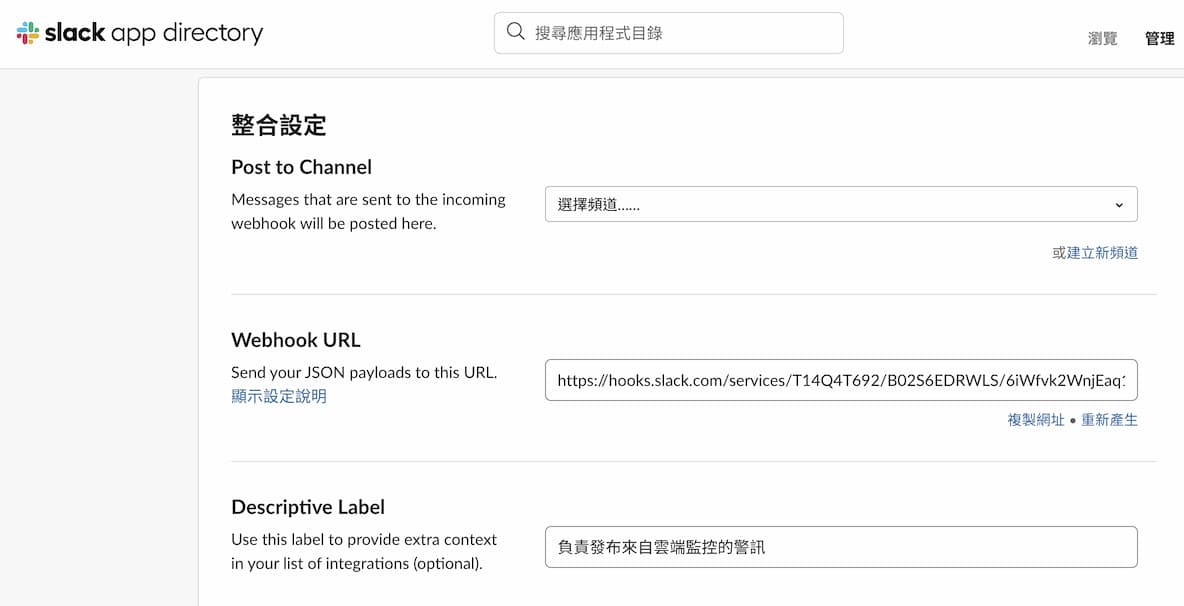 slack app directory
搜尋應用程式目錄
瀏覽
管理
整合設定
Post to Channel
Messages that are sent to the incoming
webhook will be posted here.
選擇頻道......
或建立新頻道
Webhook URL
Send your JSON payloads to this URL.
顯示設定說明
https://hooks.slack.com/services/T14Q4T692/B02S6EDRWLS/6iWfvk2WnjEaq
複製網址 • 重新產生
Descriptive Label
Use this label to provide extra context
in your list of integrations (optional).
負責發布來自雲端監控的警訊